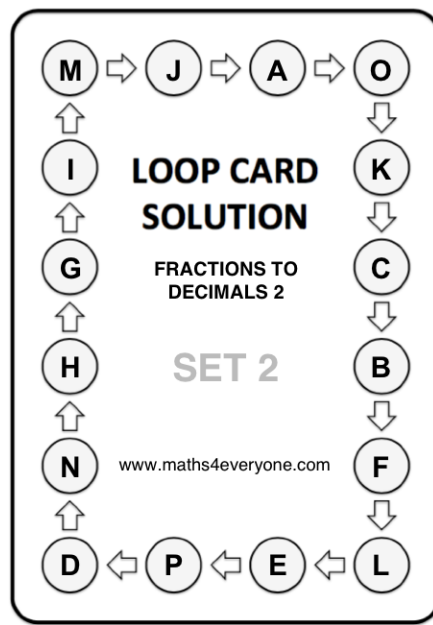 M J A O
I K
LOOP CARD
SOLUTION
G C
FRACTIONS TO
DECIMALS 2
H B
SET 2
N F
www.maths4everyone.com
D P E L